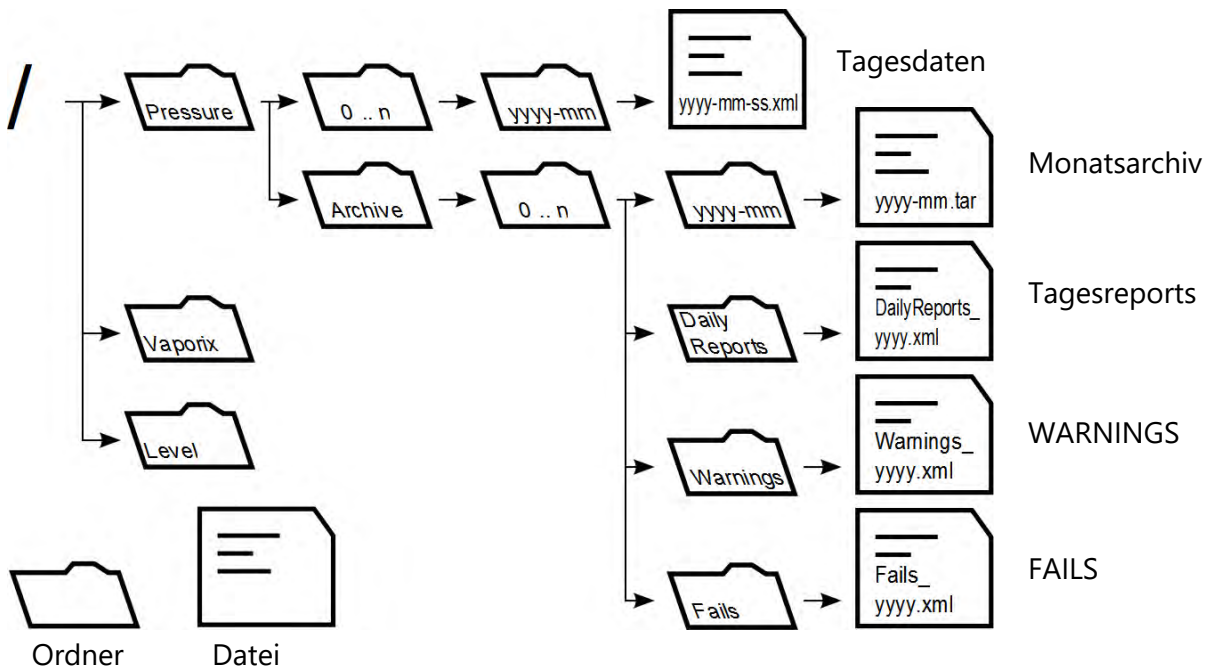 /
Pressure
0 .. n
yyyy-mm
yyyy-mm-ss.xml
Tagesdaten
Archive
0 .. n
yyyy-mm
yyyy-mm.tar
Monatsarchiv
Daily
Reports
DailyReports_
yyyy.xml
Tagesreports
Vaporix
Level
Warnings
Warnings_
yyyy.xml
WARNINGS
Fails
Fails_
yyyy.xml
FAILS
Ordner
Datei